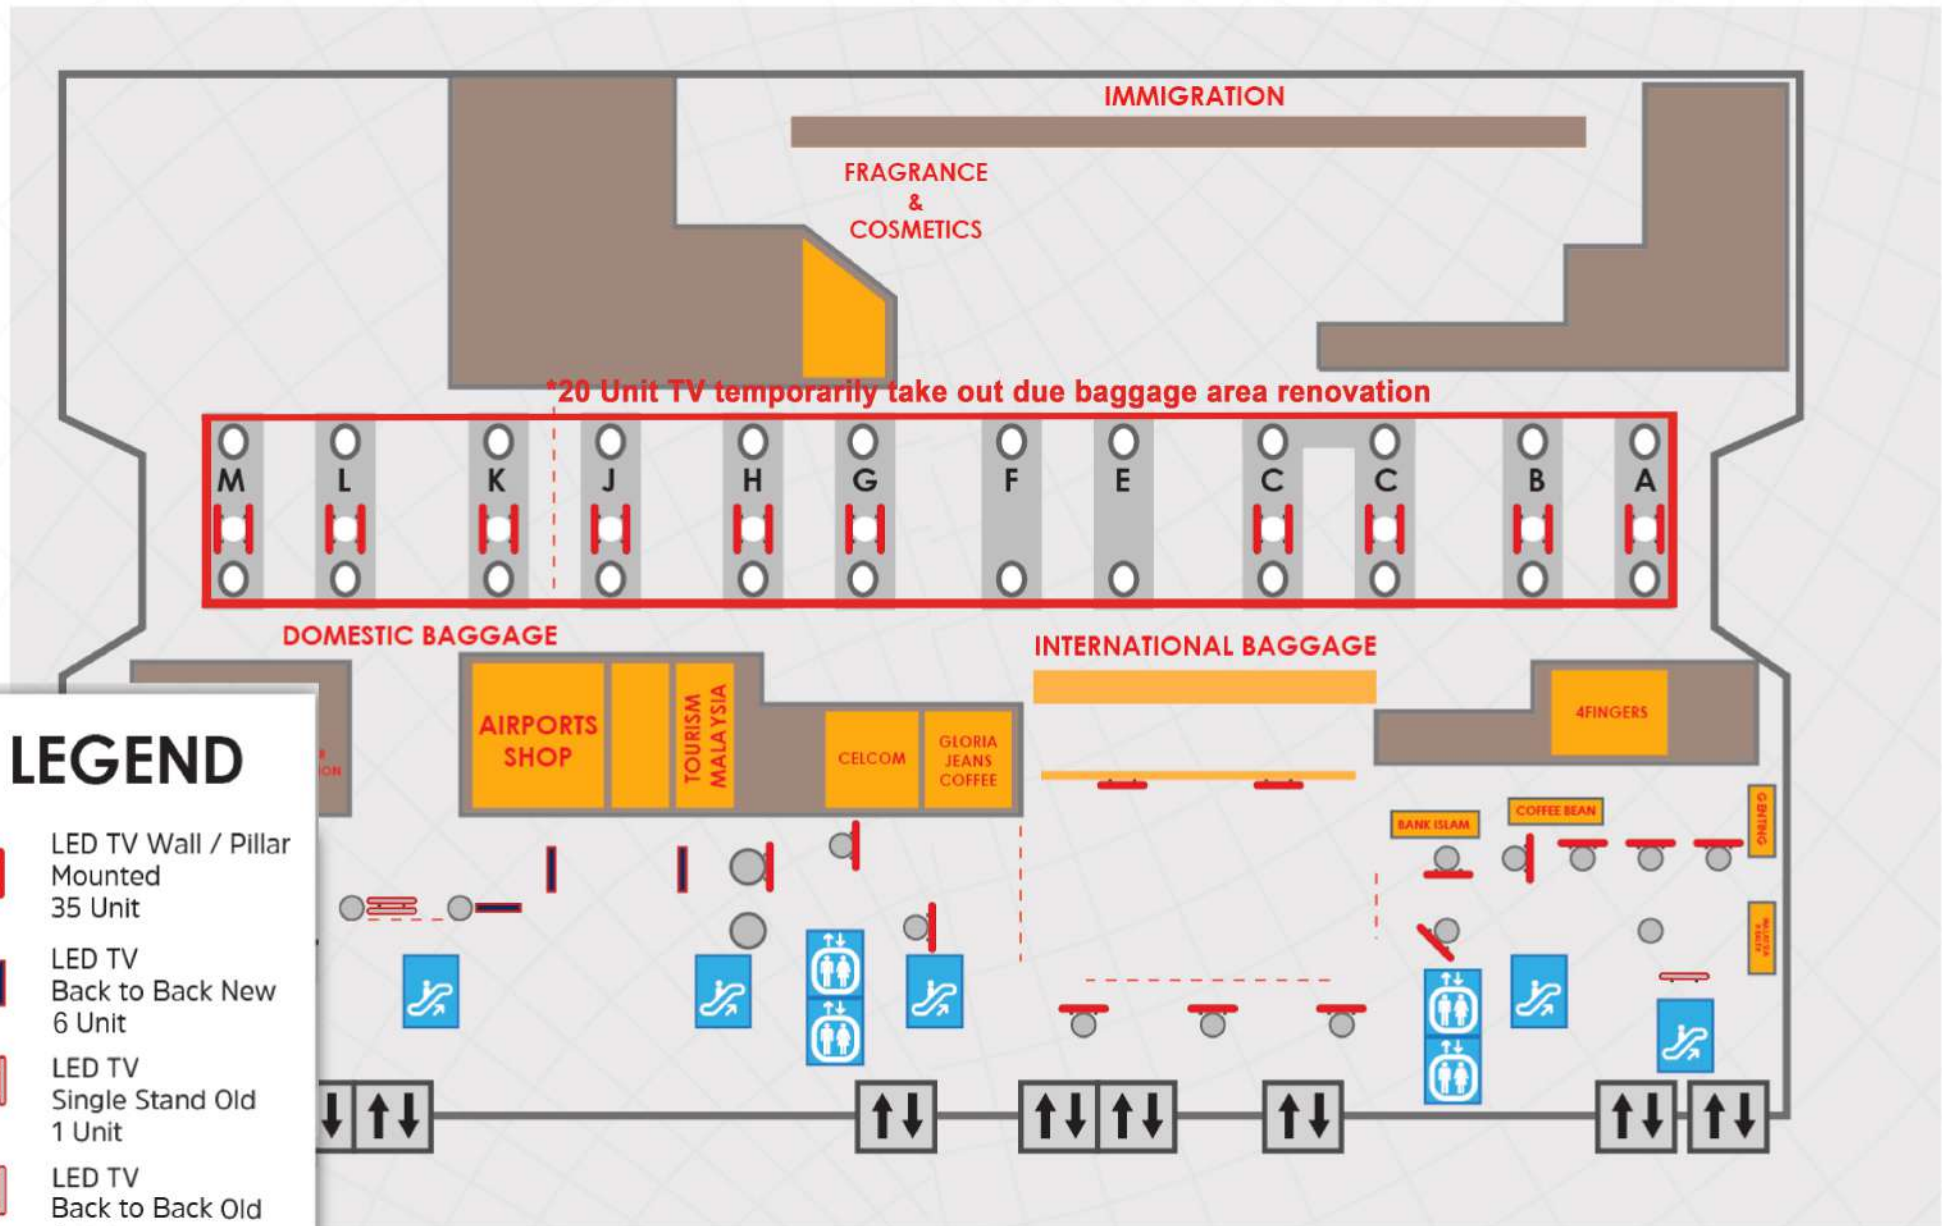 IMMIGRATION
FRAGRANCE
&
COSMETICS
*20 Unit TV temporarily take out due baggage area renovation
M L K J H G F E C C B A
DOMESTIC BAGGAGE
INTERNATIONAL BAGGAGE
AIRPORTS
SHOP
TOURISM
MALAYSIA
CELCOM
GLORIA
JEANS
COFFEE
4FINGERS
BANK ISLAM
COFFEE BEAN
GENTING
LEGEND
LED TV Wall / Pillar
Mounted
35 Unit
LED TV
Back to Back New
6 Unit
LED TV
Single Stand Old
1 Unit
LED TV
Back to Back Old